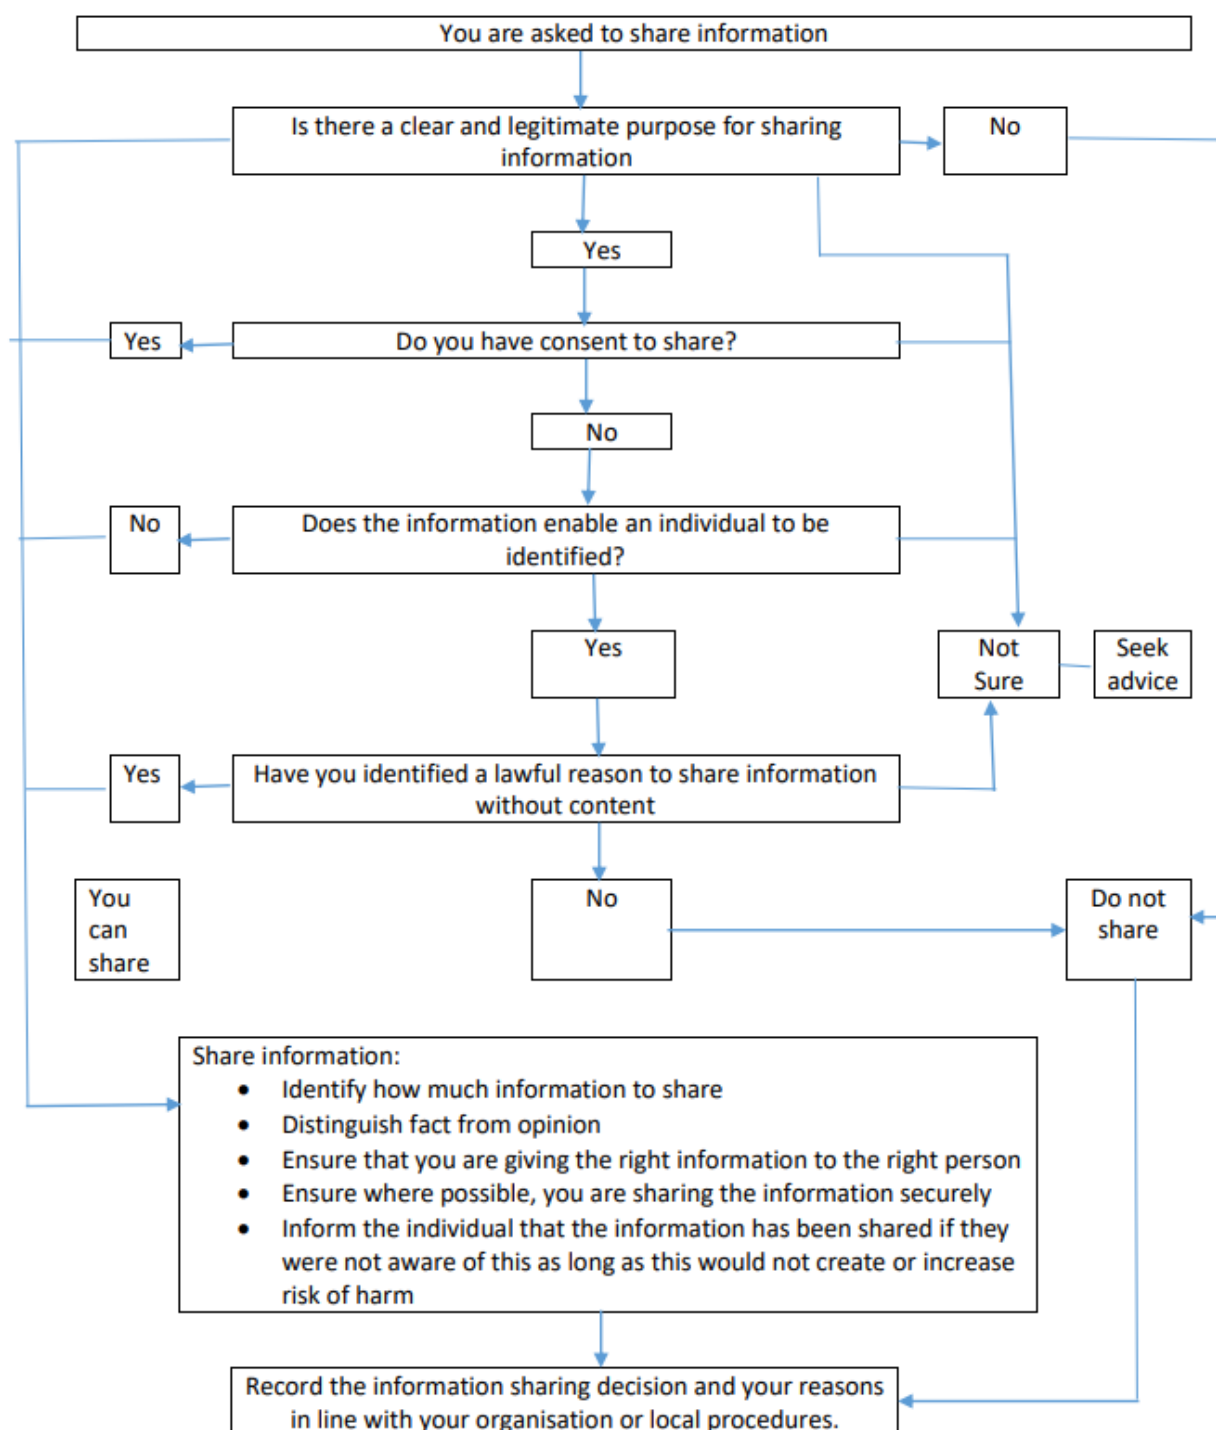 You are asked to share information
Is there a clear and legitimate purpose for sharing
information
No
Yes
Yes
Do you have consent to share?
No
No
Does the information enable an individual to be
identified?
Yes
Not
Sure
Seek
advice
Yes
Have you identified a lawful reason to share information
without content
You
can
share
No
Do not
share
Share information:
• Identify how much information to share
• Distinguish fact from opinion
• Ensure that you are giving the right information to the right person
• Ensure where possible, you are sharing the information securely
• Inform the individual that the information has been shared if they
were not aware of this as long as this would not create or increase
risk of harm
Record the information sharing decision and your reasons
in line with your organisation or local procedures.